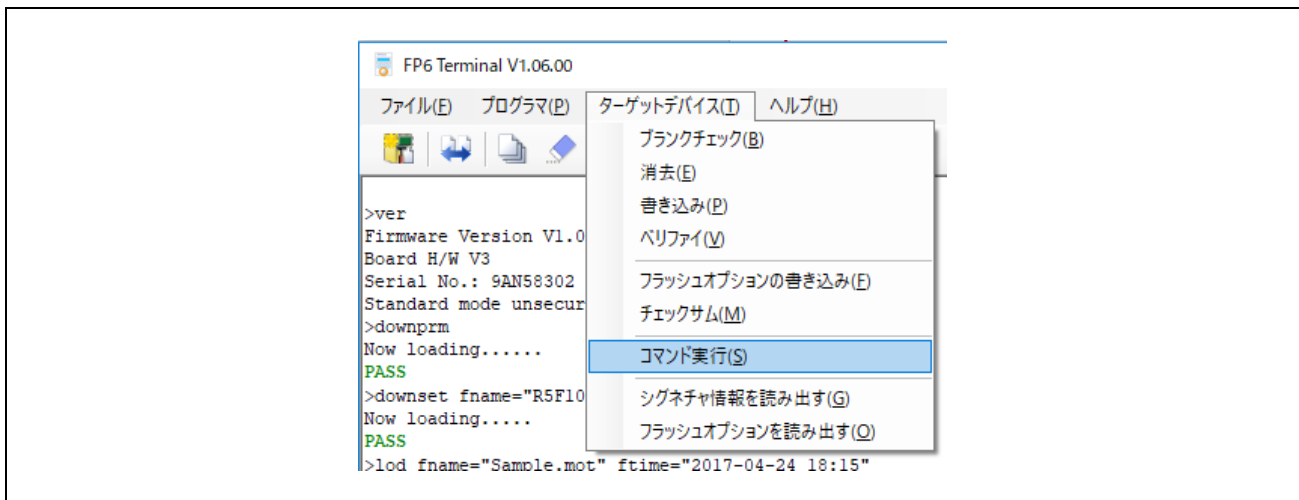 FP6 Terminal V1.06.00
ファイル(F) プログラマ(P) ターゲットデバイス(T) ヘルプ(H)
ブランクチェック(B)
消去(E)
書き込み(P)
ベリファイ(V)
フラッシュオプションの書き込み(F)
チェックサム(M)
コマンド実行(S)
シグネチャ情報を読み出す(G)
フラッシュオプションを読み出す(O)
>ver
Firmware Version V1.0
Board H/W V3
Serial No.: 9AN58302
Standard mode unsecur
>downprm
Now loading......
PASS
>downset fname="R5F10
Now loading.....
PASS
>lod fname="Sample.mot" ftime="2017-04-24 18:15"